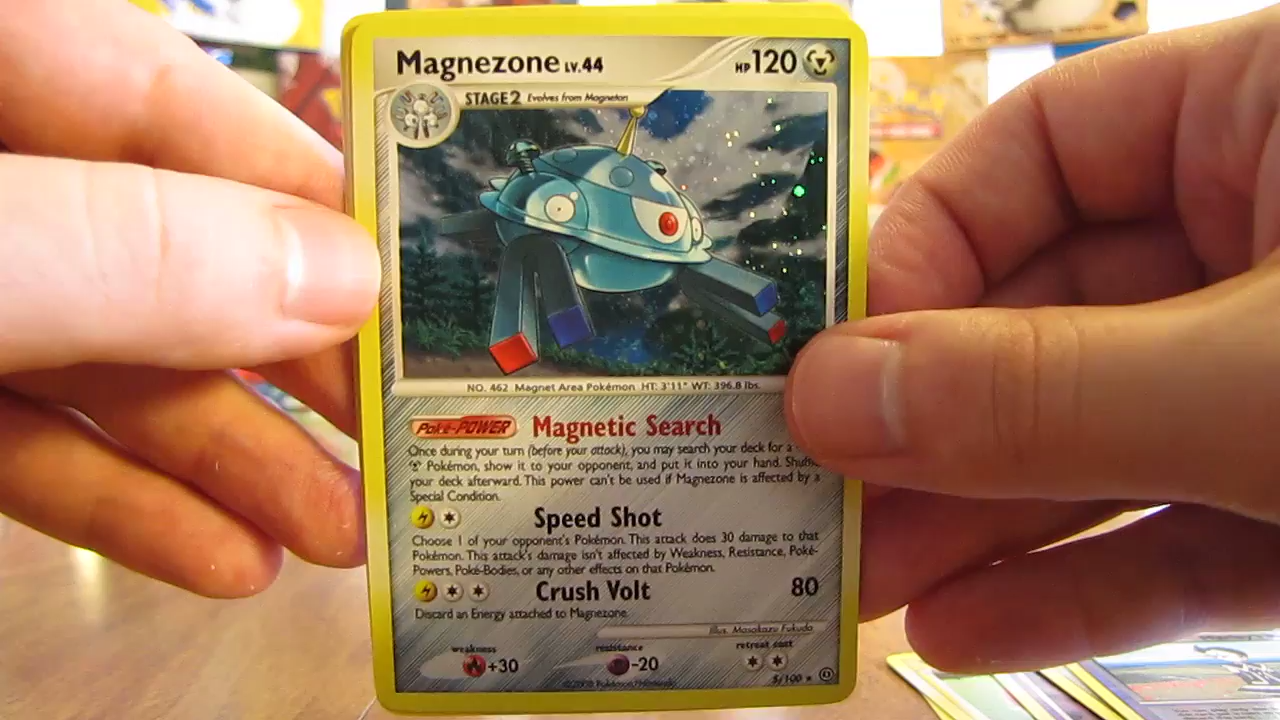 Magnezone LV.44 HP 120
STAGE2 Evolves from Magneton
NO. 462 Magnet Area Pokémon HT: 3'11" WT: 396.8 lbs.
Poké-POWER Magnetic Search
Once during your turn (before your attack), you may search your deck for a
Pokémon, show it to your opponent, and put it into your hand. Shuffle
your deck afterward. This power can't be used if Magnezone is affected by a
Special Condition.
Speed Shot
Choose 1 of your opponent's Pokémon. This attack does 30 damage to that
Pokémon. This attack's damage isn't affected by Weakness, Resistance, Poké-
Powers, Poké-Bodies, or any other effects on that Pokémon.
Crush Volt 80
Discard an Energy attached to Magnezone.
Illus. Masakazu Fukuda
weakness resistance retreat cost
+30 -20
©2008 Pokémon/Nintendo 5/100